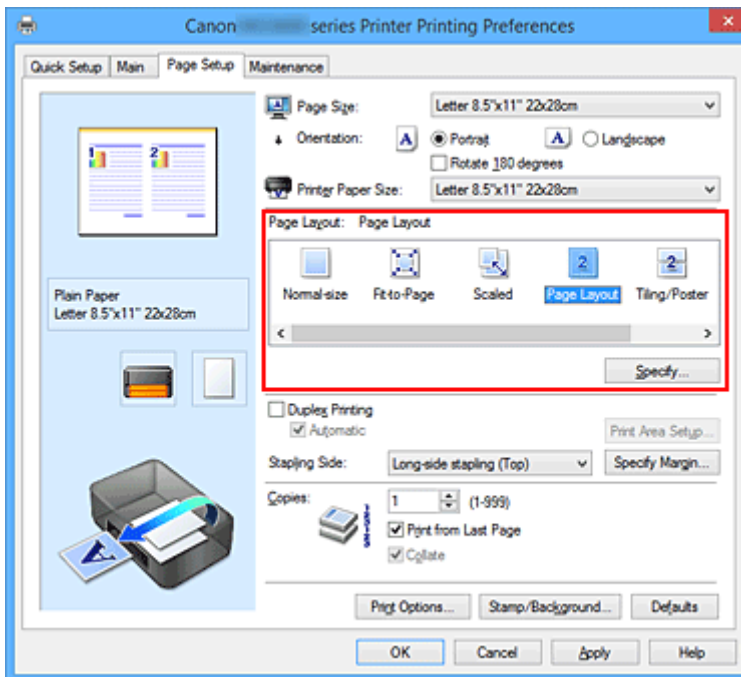 Canon series Printer Printing Preferences
Quick Setup Main Page Setup Maintenance
Page Size: Letter 8.5"x11" 22x28cm
Orientation: A Portrait A Landscape
Rotate 180 degrees
Printer Paper Size: Letter 8.5"x11" 22x28cm
Page Layout: Page Layout
1 2
2 2
Normal-size Fit-to-Page Scaled Page Layout Tiling/Poster
Plain Paper
Letter 8.5"x11" 22x28cm
Specify...
Duplex Printing
Automatic
Print Area Setup...
Stapling Side: Long-side stapling (Top) Specify Margin...
Copies: 1 (1-999)
Print from Last Page
Collate
A
Print Options... Stamp/Background... Defaults
OK Cancel Apply Help